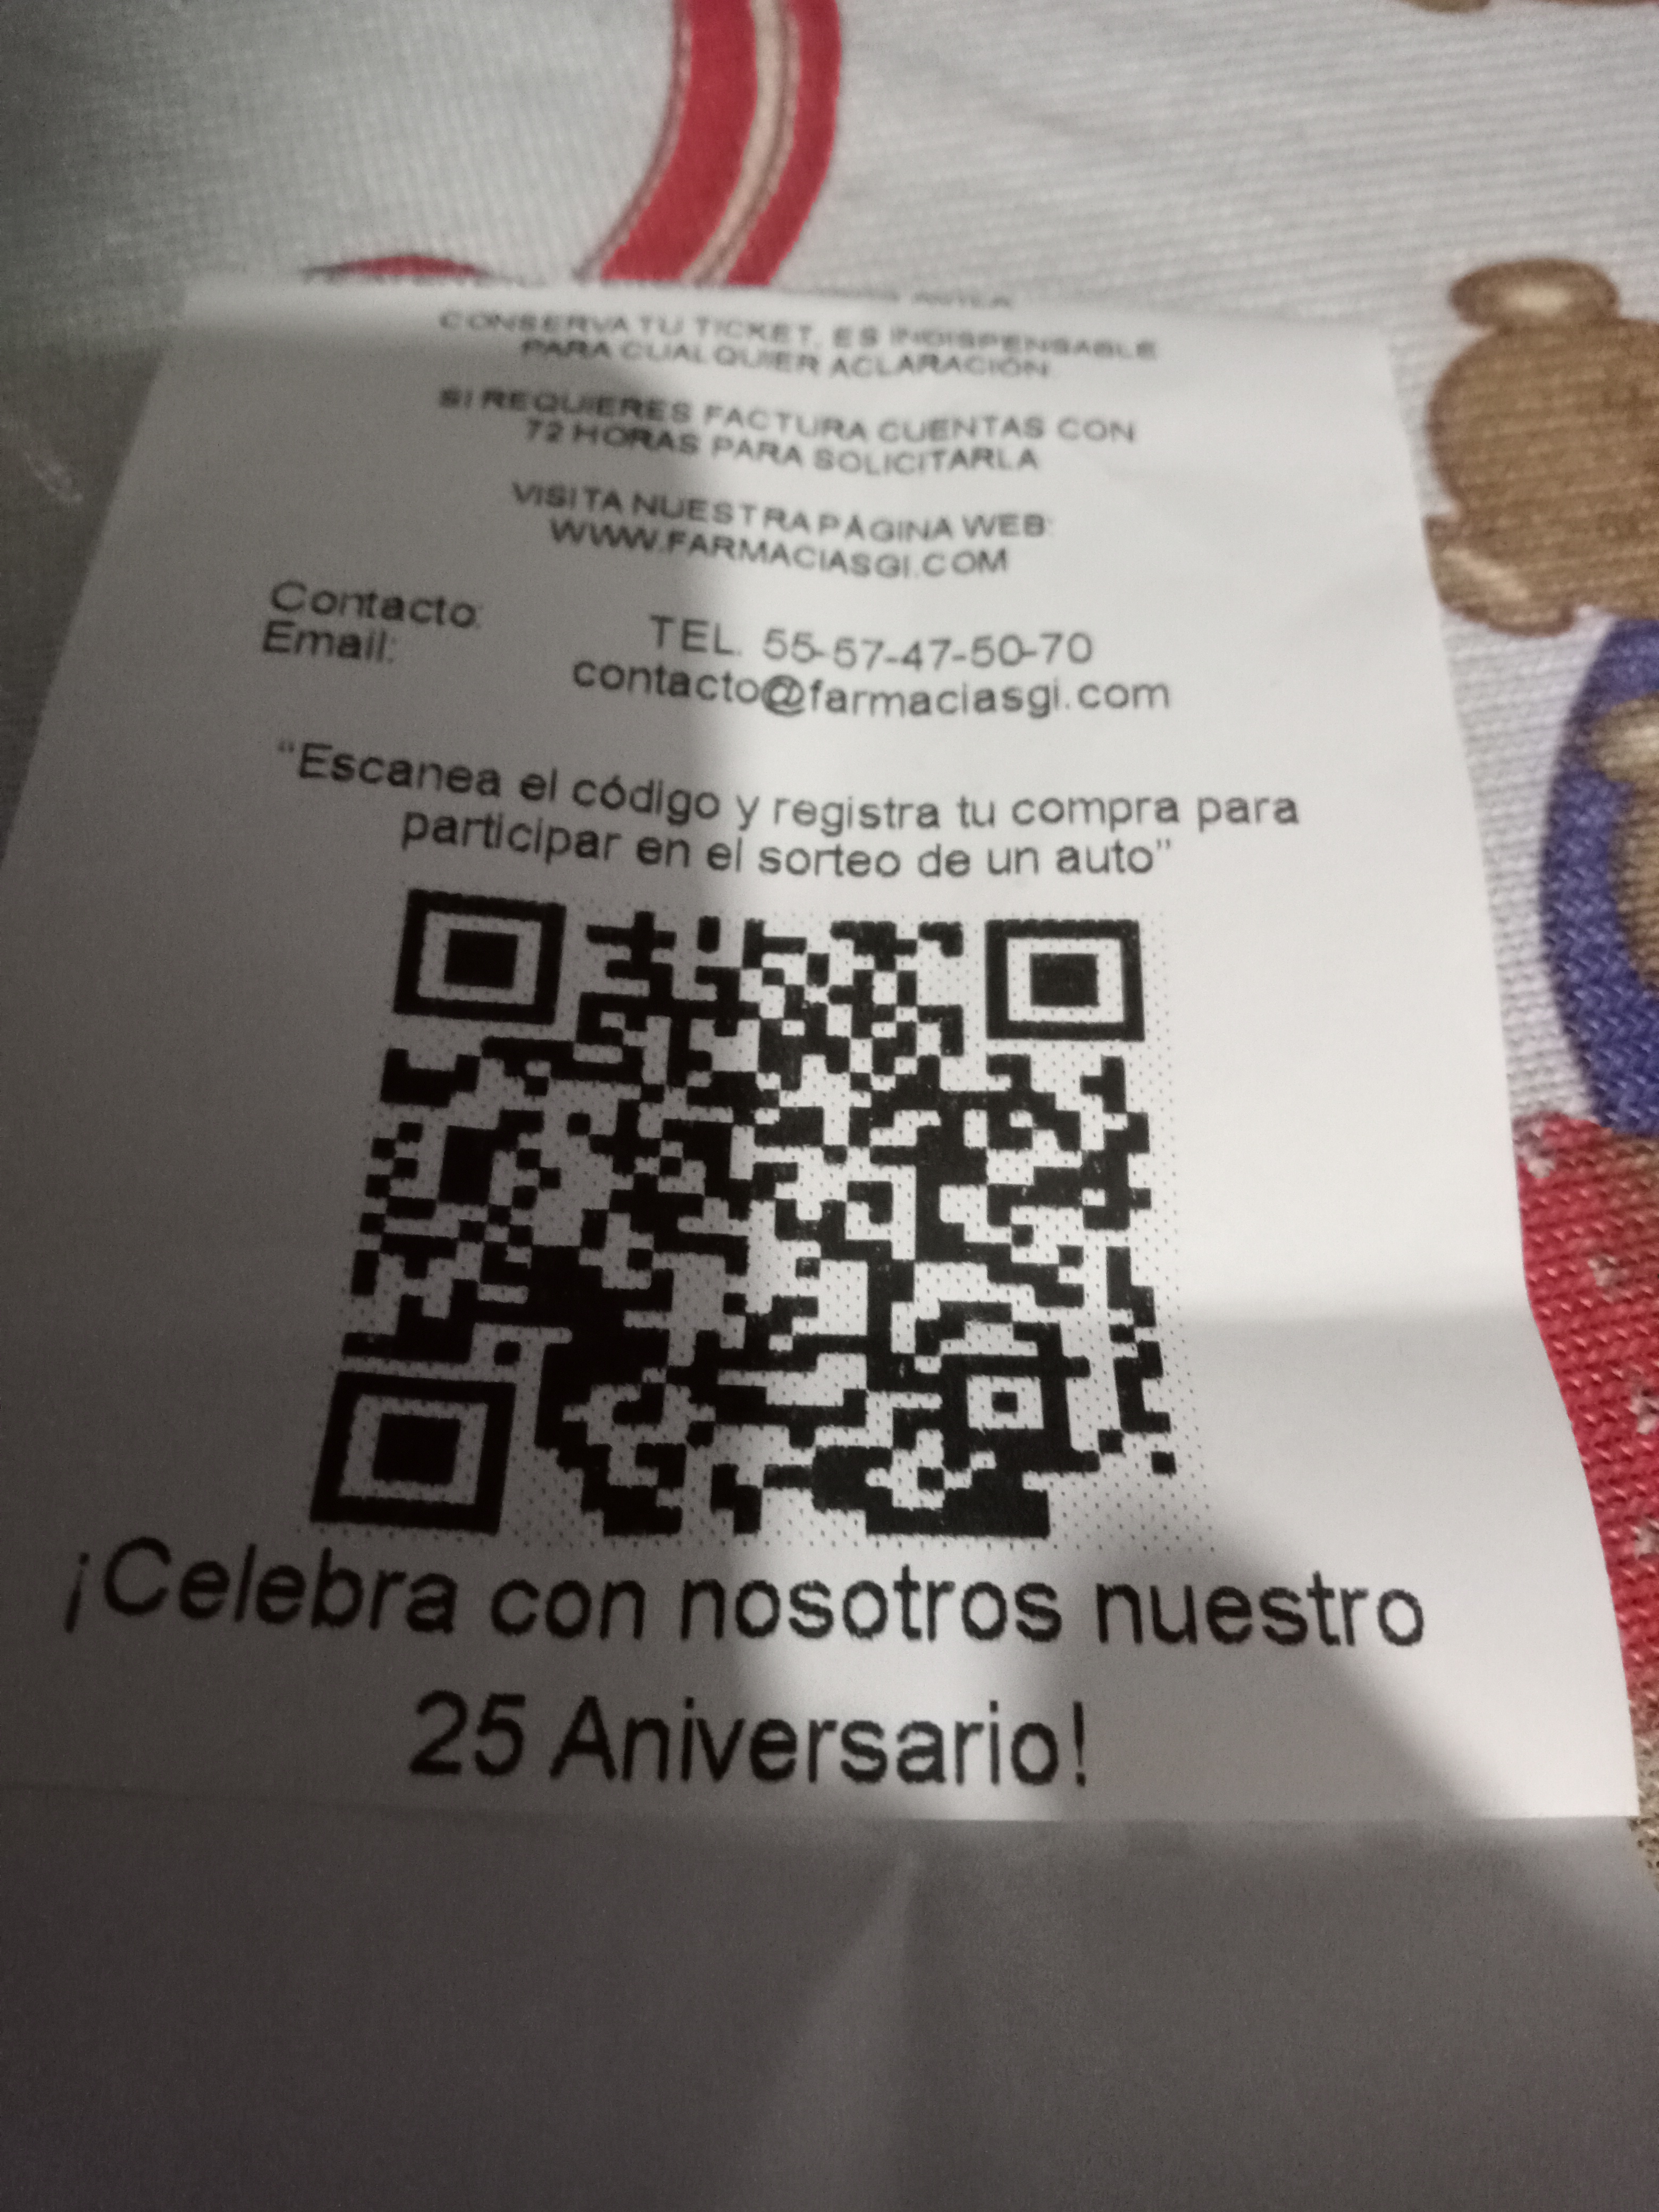 CONSERVA TU TICKET, ES INDISPENSABLE
PARA CUALQUIER ACLARACIÓN.
SI REQUIERES FACTURA CUENTAS CON
72 HORAS PARA SOLICITARLA
VISITA NUESTRA PÁGINA WEB:
WWW.FARMACIASGI.COM
Contacto: TEL. 55-57-47-50-70
Email: contacto@farmaciasgi.com
“Escanea el código y registra tu compra para
participar en el sorteo de un auto”
¡Celebra con nosotros nuestro
25 Aniversario!